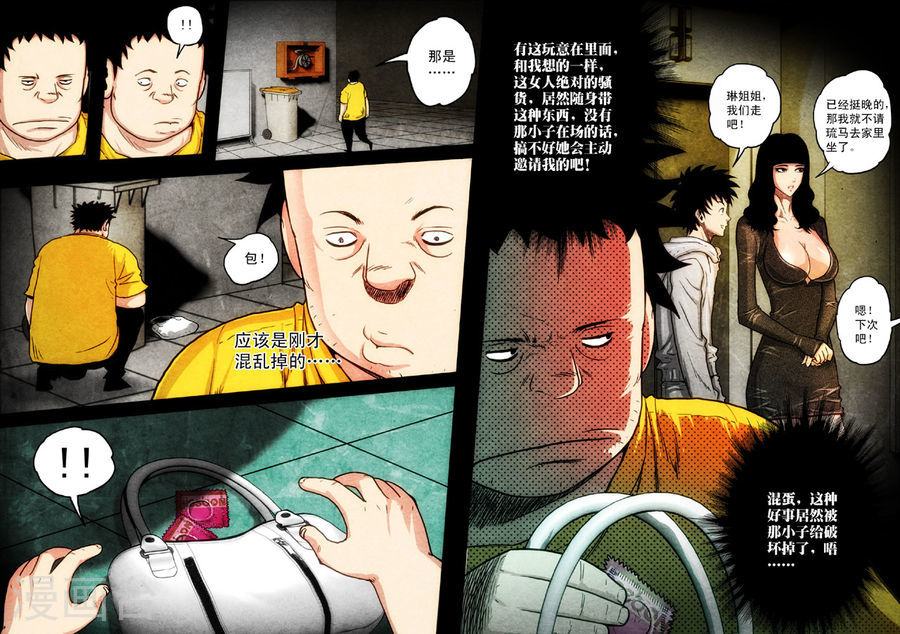 !!
那是
……
包!
应该是刚才
混乱掉的……
!!
有这玩意在里面,
和我想的一样,
这女人绝对的骚
货,居然随身带
这种东西,没有
那小子在场的话,
搞不好她会主动
邀请我的吧!
琳姐姐,
我们走
吧!
已经挺晚的,
那我就不请
琉马去家里
坐了。
嗯!
下次
吧!
混蛋,这种
好事居然被
那小子给破
坏掉了,唔
……